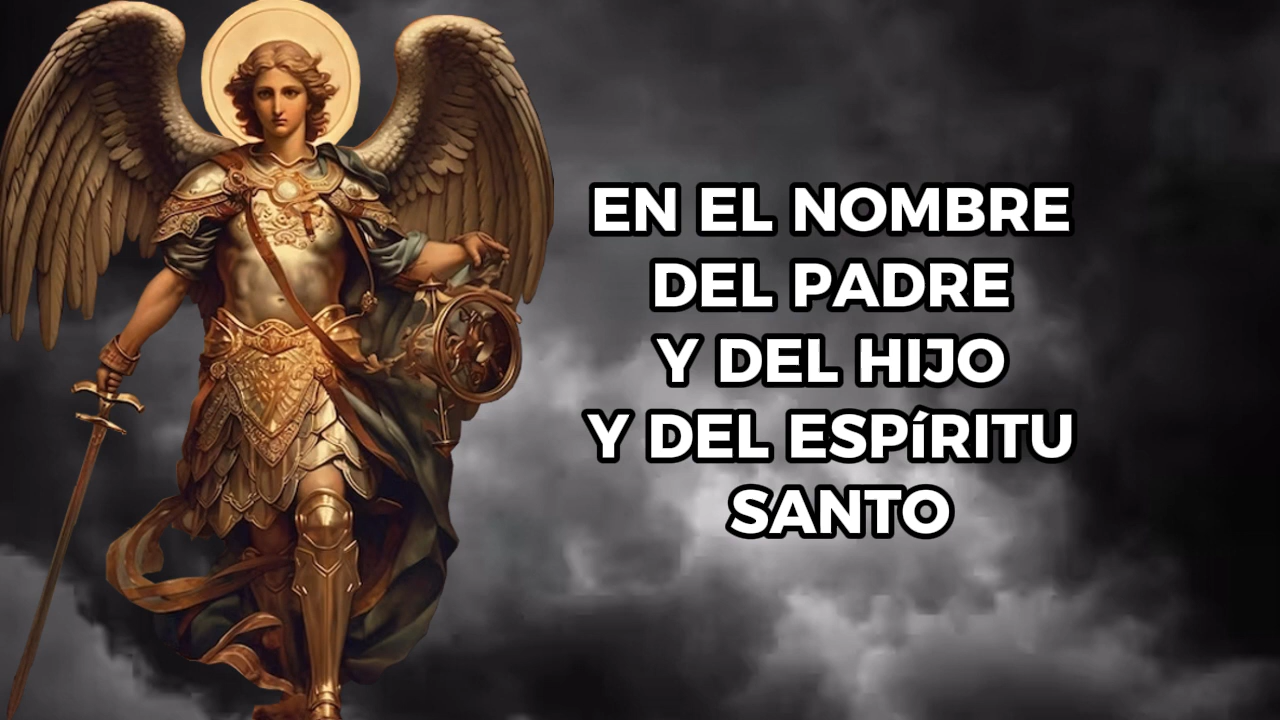 EN EL NOMBRE
DEL PADRE
Y DEL HIJO
Y DEL ESPíRITU
SANTO